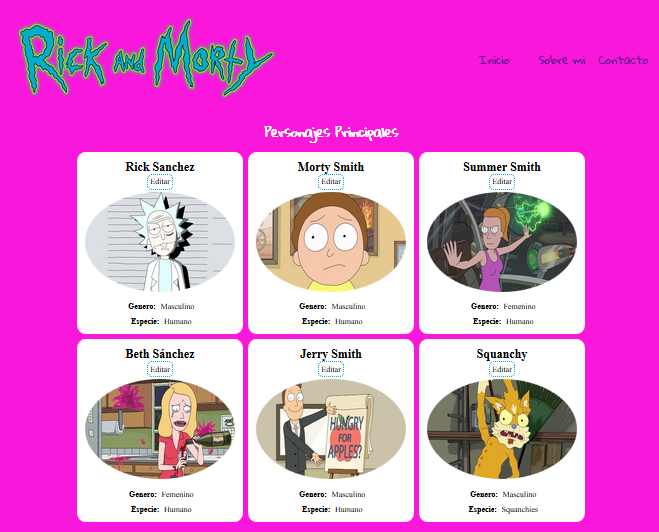 Rick and Morty
Inicio Sobre mi Contacto
Personajes Principales
Rick Sanchez
Editar
Genero: Masculino
Especie: Humano
Morty Smith
Editar
Genero: Masculino
Especie: Humano
Summer Smith
Editar
Genero: Femenino
Especie: Humano
Beth Sánchez
Editar
Genero: Femenino
Especie: Humano
Jerry Smith
Editar
HUNGRY
FOR
APPLES?
Genero: Masculino
Especie: Humano
Squanchy
Editar
Genero: Masculino
Especie: Squanchies